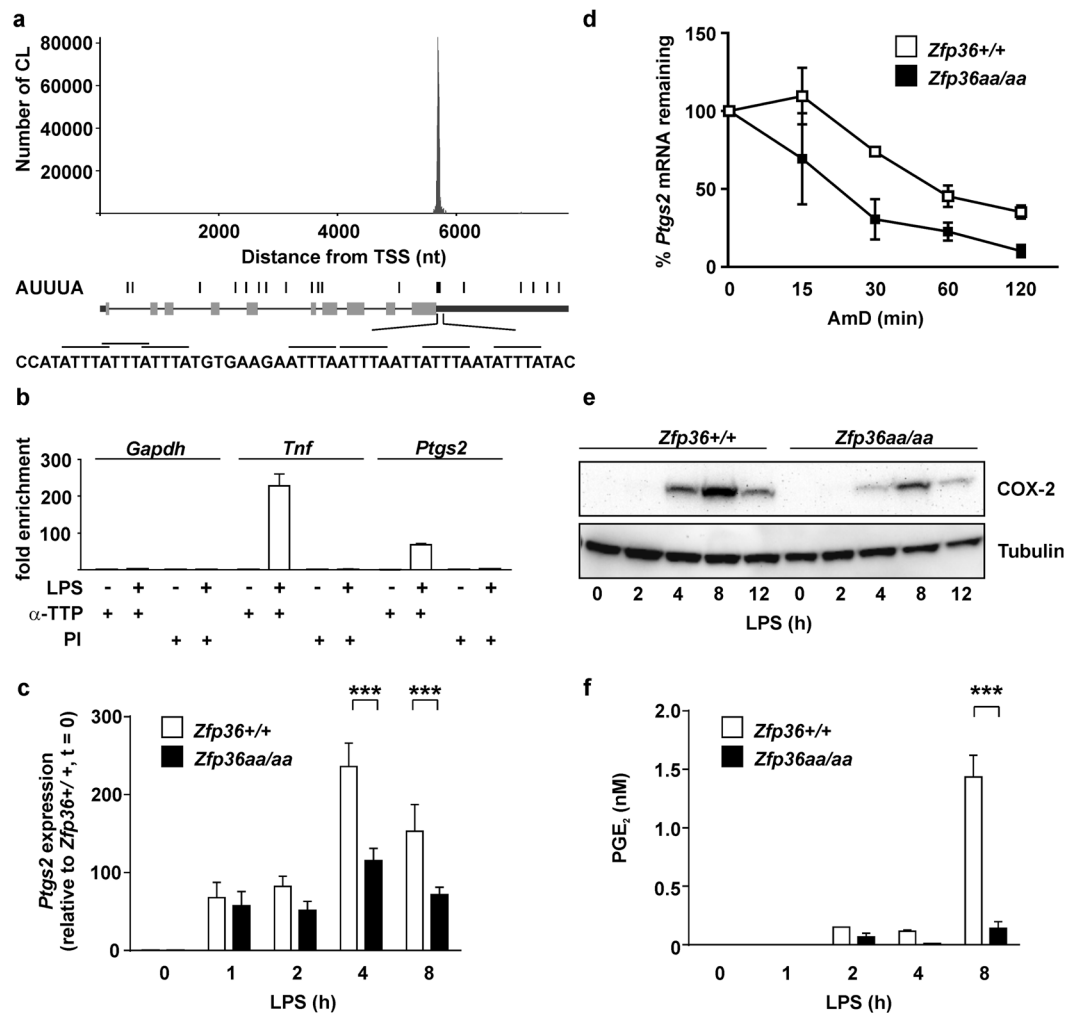 a
Number of CL
80000
60000
40000
20000
2000
4000
6000
Distance from TSS (nt)
AUUUA
CCATATTTATTTATTTATGTGAAGAATTTAATTTAATTATTTAATATTTATAC
b
fold enrichment
300
200
100
Gapdh
Tnf
Ptgs2
LPS - + - + - + - + - + - +
α-TTP + + + + + +
PI + + + + + +
c
Ptgs2 expression
(relative to Zfp36+/+, t = 0)
300
200
100
0
Zfp36+/+
Zfp36aa/aa
*** ***
0 1 2 4 8
LPS (h)
d
% Ptgs2 mRNA remaining
150
100
50
0
Zfp36+/+
Zfp36aa/aa
0 15 30 60 120
AmD (min)
e
Zfp36+/+ Zfp36aa/aa
COX-2
Tubulin
0 2 4 8 12 0 2 4 8 12
LPS (h)
f
PGE2 (nM)
2.0
1.5
1.0
0.5
0
Zfp36+/+
Zfp36aa/aa
***
0 1 2 4 8
LPS (h)